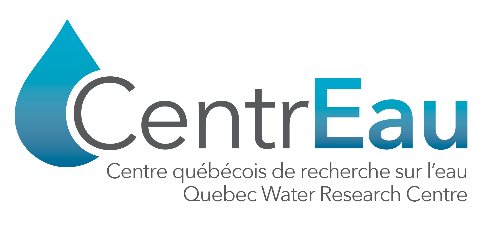 CentrEau
Centre québécois de recherche sur l'eau
Quebec Water Research Centre